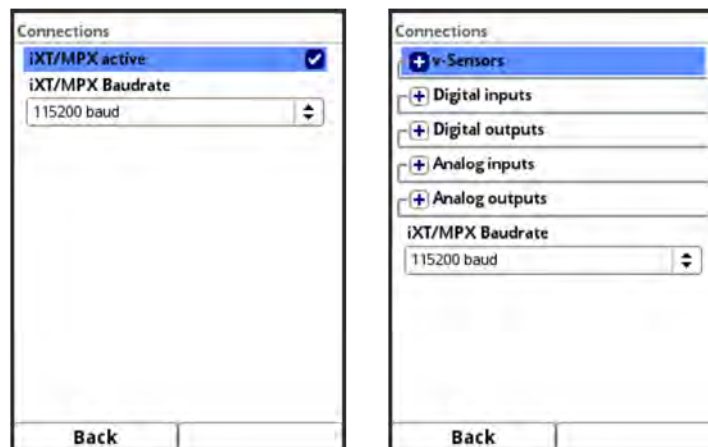 Connections
iXT/MPX active
iXT/MPX Baudrate
115200 baud
Back
Connections
v-Sensors
Digital inputs
Digital outputs
Analog inputs
Analog outputs
iXT/MPX Baudrate
115200 baud
Back